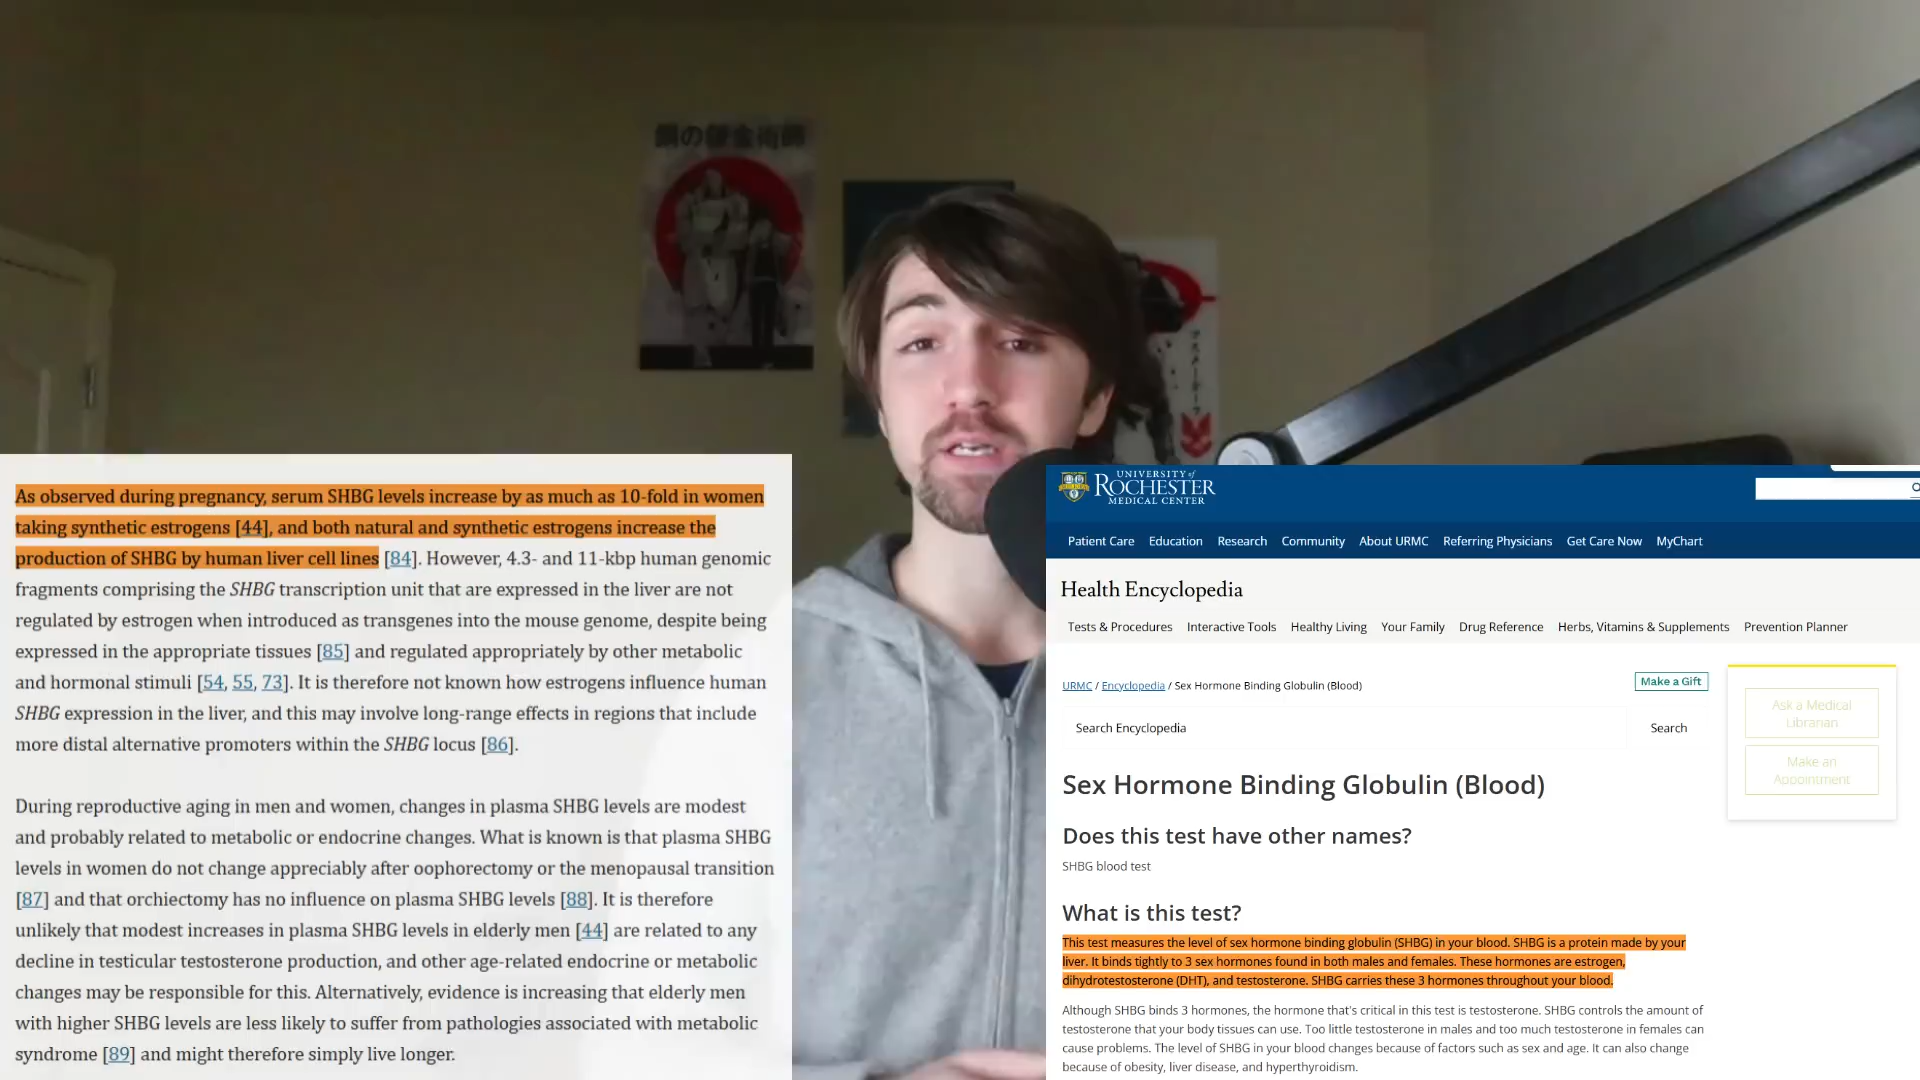 鋼の錬金術師
As observed during pregnancy, serum SHBG levels increase by as much as 10-fold in women
taking synthetic estrogens [44], and both natural and synthetic estrogens increase the
production of SHBG by human liver cell lines [84]. However, 4.3- and 11-kbp human genomic
fragments comprising the SHBG transcription unit that are expressed in the liver are not
regulated by estrogen when introduced as transgenes into the mouse genome, despite being
expressed in the appropriate tissues [85] and regulated appropriately by other metabolic
and hormonal stimuli [54, 55, 73]. It is therefore not known how estrogens influence human
SHBG expression in the liver, and this may involve long-range effects in regions that include
more distal alternative promoters within the SHBG locus [86].
During reproductive aging in men and women, changes in plasma SHBG levels are modest
and probably related to metabolic or endocrine changes. What is known is that plasma SHBG
levels in women do not change appreciably after oophorectomy or the menopausal transition
[87] and that orchiectomy has no influence on plasma SHBG levels [88]. It is therefore
unlikely that modest increases in plasma SHBG levels in elderly men [44] are related to any
decline in testicular testosterone production, and other age-related endocrine or metabolic
changes may be responsible for this. Alternatively, evidence is increasing that elderly men
with higher SHBG levels are less likely to suffer from pathologies associated with metabolic
syndrome [89] and might therefore simply live longer.
UNIVERSITY of
ROCHESTER
MEDICAL CENTER
Patient Care Education Research Community About URMC Referring Physicians Get Care Now MyChart
Health Encyclopedia
Tests & Procedures Interactive Tools Healthy Living Your Family Drug Reference Herbs, Vitamins & Supplements Prevention Planner
URMC / Encyclopedia / Sex Hormone Binding Globulin (Blood)
Make a Gift
Search Encyclopedia
Search
Ask a Medical
Librarian
Make an
Appointment
Sex Hormone Binding Globulin (Blood)
Does this test have other names?
SHBG blood test
What is this test?
This test measures the level of sex hormone binding globulin (SHBG) in your blood. SHBG is a protein made by your
liver. It binds tightly to 3 sex hormones found in both males and females. These hormones are estrogen,
dihydrotestosterone (DHT), and testosterone. SHBG carries these 3 hormones throughout your blood.
Although SHBG binds 3 hormones, the hormone that's critical in this test is testosterone. SHBG controls the amount of
testosterone that your body tissues can use. Too little testosterone in males and too much testosterone in females can
cause problems. The level of SHBG in your blood changes because of factors such as sex and age. It can also change
because of obesity, liver disease, and hyperthyroidism.